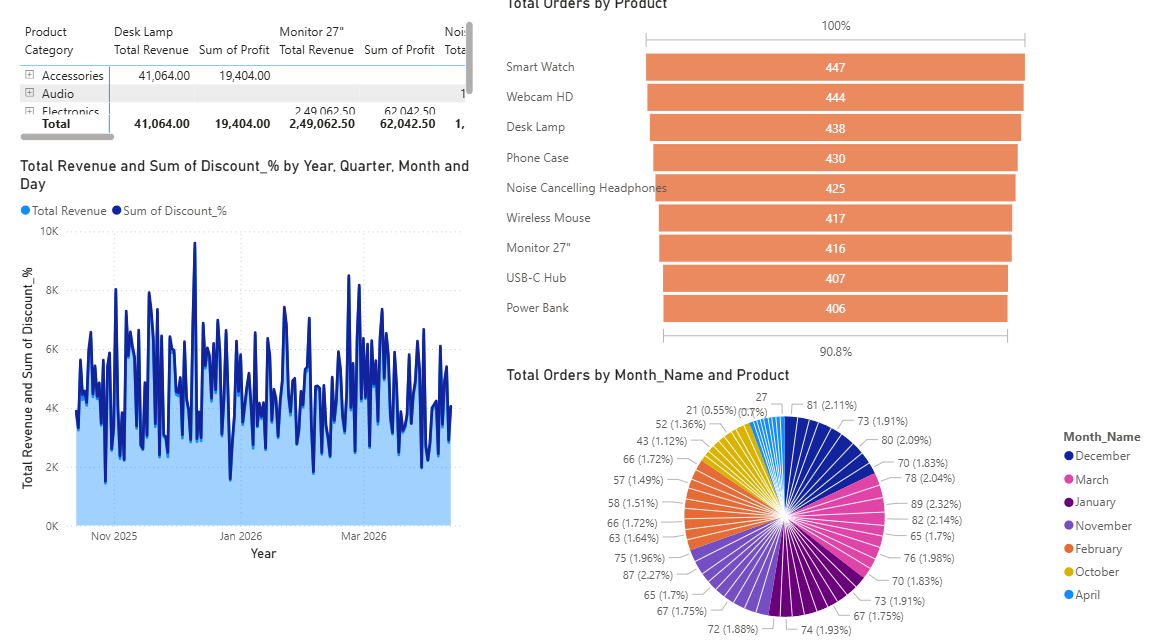 Product Desk Lamp Monitor 27" Noi
Category Total Revenue Sum of Profit Total Revenue Sum of Profit Tota
Accessories 41,064.00 19,404.00
Audio 1
Electronics 2,49,062.50 62,042.50
Total 41,064.00 19,404.00 2,49,062.50 62,042.50 1,
Total Revenue and Sum of Discount_% by Year, Quarter, Month and
Day
Total Revenue Sum of Discount_%
Total Revenue and Sum of Discount_%
10K
8K
6K
4K
2K
0K
Nov 2025 Jan 2026 Mar 2026
Year
Total Orders by Product
100%
Smart Watch 447
Webcam HD 444
Desk Lamp 438
Phone Case 430
Noise Cancelling Headphones 425
Wireless Mouse 417
Monitor 27" 416
USB-C Hub 407
Power Bank 406
90.8%
Total Orders by Month_Name and Product
27
81 (2.11%)
73 (1.91%)
80 (2.09%)
70 (1.83%)
78 (2.04%)
89 (2.32%)
82 (2.14%)
65 (1.7%)
76 (1.98%)
70 (1.83%)
73 (1.91%)
67 (1.75%)
74 (1.93%)
72 (1.88%)
67 (1.75%)
65 (1.7%)
87 (2.27%)
75 (1.96%)
63 (1.64%)
66 (1.72%)
58 (1.51%)
57 (1.49%)
66 (1.72%)
43 (1.12%)
52 (1.36%)
21 (0.55%)
(0.7%)
Month_Name
December
March
January
November
February
October
April